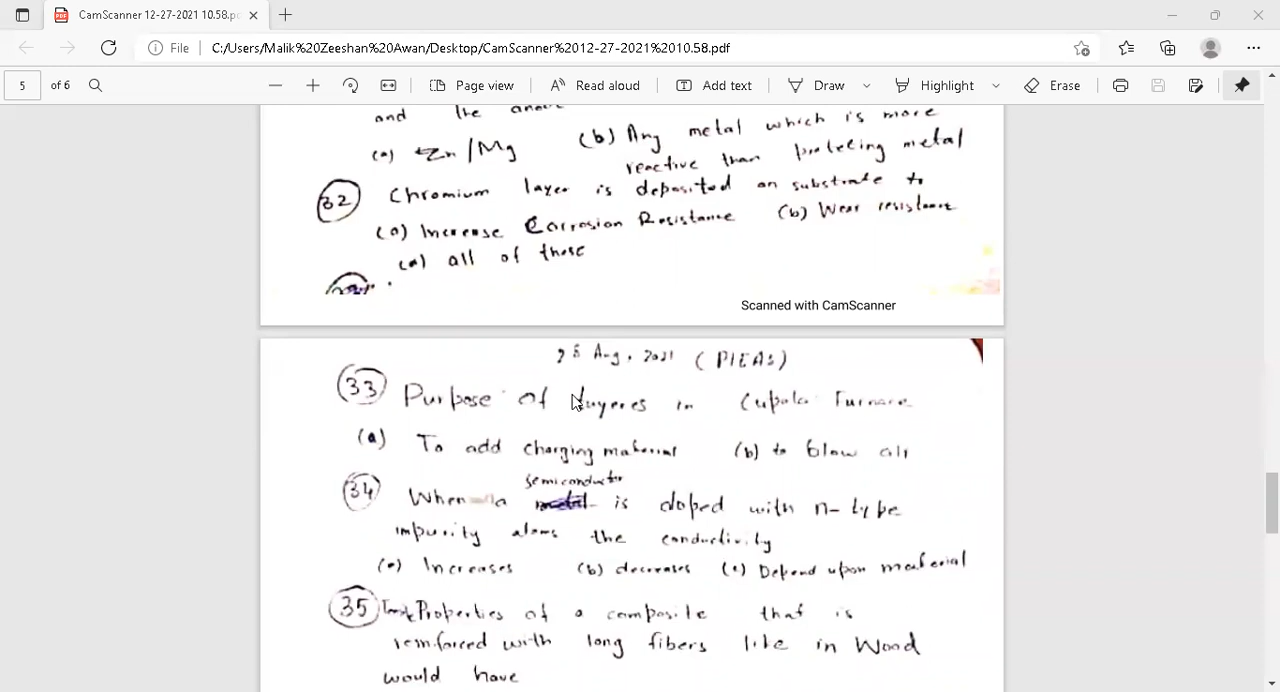 CamScanner 12-27-2021 10.58.pd
File C:/Users/Malik%20Zeeshan%20Awan/Desktop/CamScanner%2012-27-2021%2010.58.pdf
5 of 6 Page view Read aloud Add text Draw Highlight Erase
and the
(a) Zn/Mg (b) Any metal which is more
reactive than metal
32 Chromium layer is deposited on substrate to
(a) Increase Corrosion Resistance (b) Wear resistance
all of these
Scanned with CamScanner
Aug, 2021 (PIEAS)
33 Purpose of tuyeres in Cupola Furnace
(a) To add charging material (b) to blow air
semiconductor
34 When a is doped with n-type
impurity atoms the conductivity
(a) Increases (b) decreases (c) Depend upon material
35 Properties of a composite that is
reinforced with long fibers like in Wood
would have